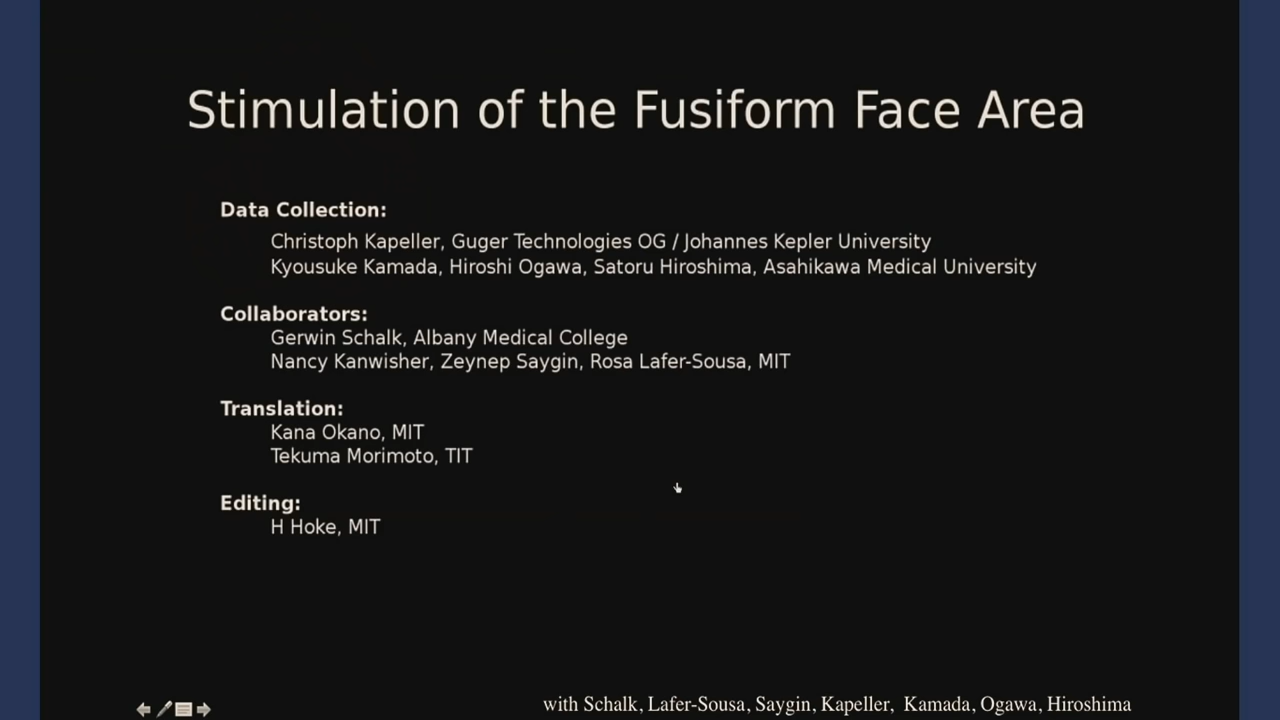 Stimulation of the Fusiform Face Area
Data Collection:
Christoph Kapeller, Guger Technologies OG / Johannes Kepler University
Kyousuke Kamada, Hiroshi Ogawa, Satoru Hiroshima, Asahikawa Medical University
Collaborators:
Gerwin Schalk, Albany Medical College
Nancy Kanwisher, Zeynep Saygin, Rosa Lafer-Sousa, MIT
Translation:
Kana Okano, MIT
Tekuma Morimoto, TIT
Editing:
H Hoke, MIT
with Schalk, Lafer-Sousa, Saygin, Kapeller, Kamada, Ogawa, Hiroshima